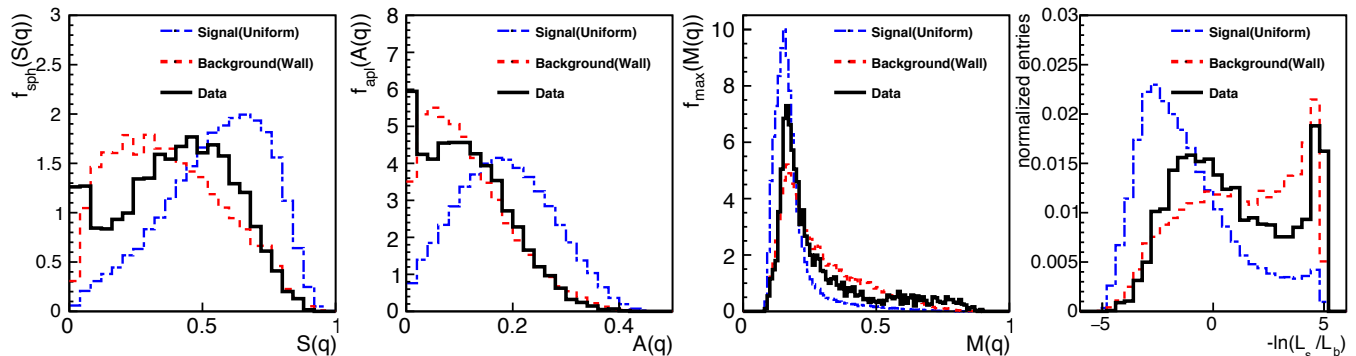 f_sph(S(q))
3
2.5
2
1.5
1
0.5
0
0 0.5 1
S(q)
Signal(Uniform)
Background(Wall)
Data
f_apl(A(q))
8
7
6
5
4
3
2
1
0
0 0.2 0.4
A(q)
Signal(Uniform)
Background(Wall)
Data
f_max(M(q))
10
8
6
4
2
0
0 0.5 1
M(q)
Signal(Uniform)
Background(Wall)
Data
normalized entries
0.03
0.025
0.02
0.015
0.01
0.005
0
−5 0 5
-ln(L_s/L_b)
Signal(Uniform)
Background(Wall)
Data